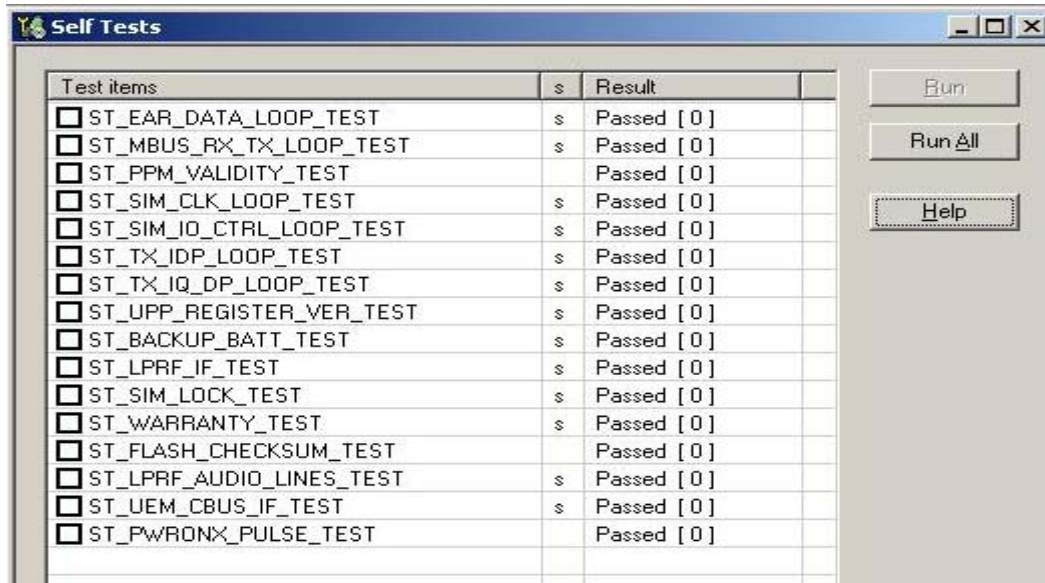 Self Tests
Test items s Result
ST_EAR_DATA_LOOP_TEST s Passed [ 0 ]
ST_MBUS_RX_TX_LOOP_TEST s Passed [ 0 ]
ST_PPM_VALIDITY_TEST Passed [ 0 ]
ST_SIM_CLK_LOOP_TEST s Passed [ 0 ]
ST_SIM_IO_CTRL_LOOP_TEST s Passed [ 0 ]
ST_TX_IDP_LOOP_TEST s Passed [ 0 ]
ST_TX_IQ_DP_LOOP_TEST s Passed [ 0 ]
ST_UPP_REGISTER_VER_TEST s Passed [ 0 ]
ST_BACKUP_BATT_TEST s Passed [ 0 ]
ST_LPRF_IF_TEST s Passed [ 0 ]
ST_SIM_LOCK_TEST s Passed [ 0 ]
ST_WARRANTY_TEST s Passed [ 0 ]
ST_FLASH_CHECKSUM_TEST Passed [ 0 ]
ST_LPRF_AUDIO_LINES_TEST s Passed [ 0 ]
ST_UEM_CBUS_IF_TEST s Passed [ 0 ]
ST_PWRONX_PULSE_TEST Passed [ 0 ]
Run
Run All
Help